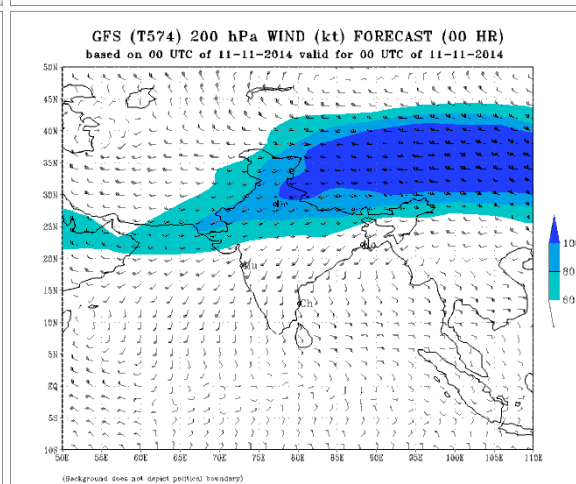 GFS (T574) 200 hPa WIND (kt) FORECAST (00 HR)
based on 00 UTC of 11-11-2014 valid for 00 UTC of 11-11-2014
50N
45N
40N
35N
30N
25N
20N
15N
10N
5N
EQ
5S
10S
50E 55E 60E 65E 70E 75E 80E 85E 90E 95E 100E 105E 110E
Mu
Ch
100
80
60
(Background does not depict political boundary)